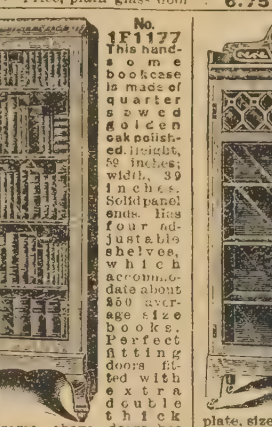 6.75
No.
1F1177
This hand-
some
bookcase
is made of
quarter
sawed
golden
oak polish-
ed. Height,
59 inches;
width, 39
inches.
Solid panel
ends. Has
four ad-
justable
shelves,
which
accommo-
date about
250 aver-
age size
books.
Perfect
fitting
doors fit-
ted with
extra
double
thick
plate, size